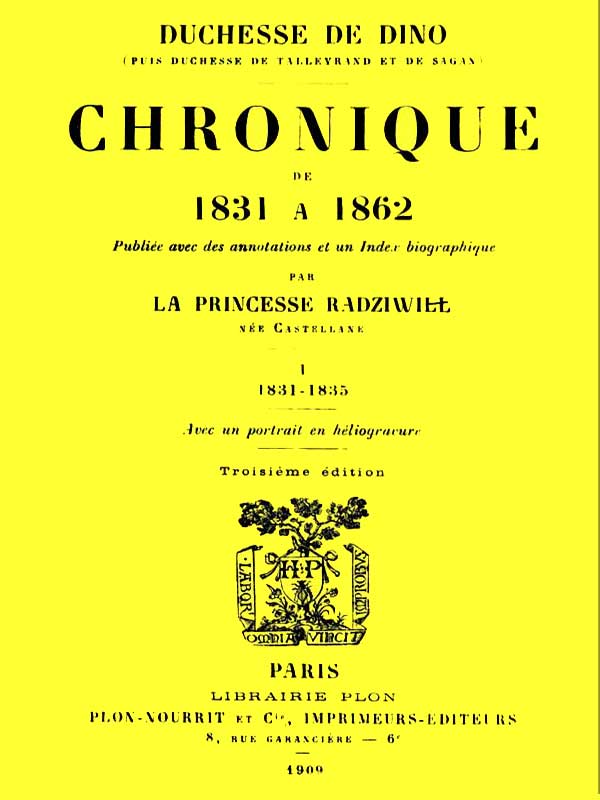 DUCHESSE DE DINO
(PUIS DUCHESSE DE TALLEYRAND ET DE SAGAN)
CHRONIQUE
DE
1831 A 1862
Publiée avec des annotations et un Index biographique
PAR
LA PRINCESSE RADZIWIŁŁ
NÉE CASTELLANE
I
1831-1835
Avec un portrait en héliogravure
Troisième édition
LABOR
H P
IMPROBVS
OMNIA VINCIT
PARIS
LIBRAIRIE PLON
PLON-NOURRIT ET Cie, IMPRIMEURS-ÉDITEURS
8, RUE GARANCIÈRE — 6e
1909